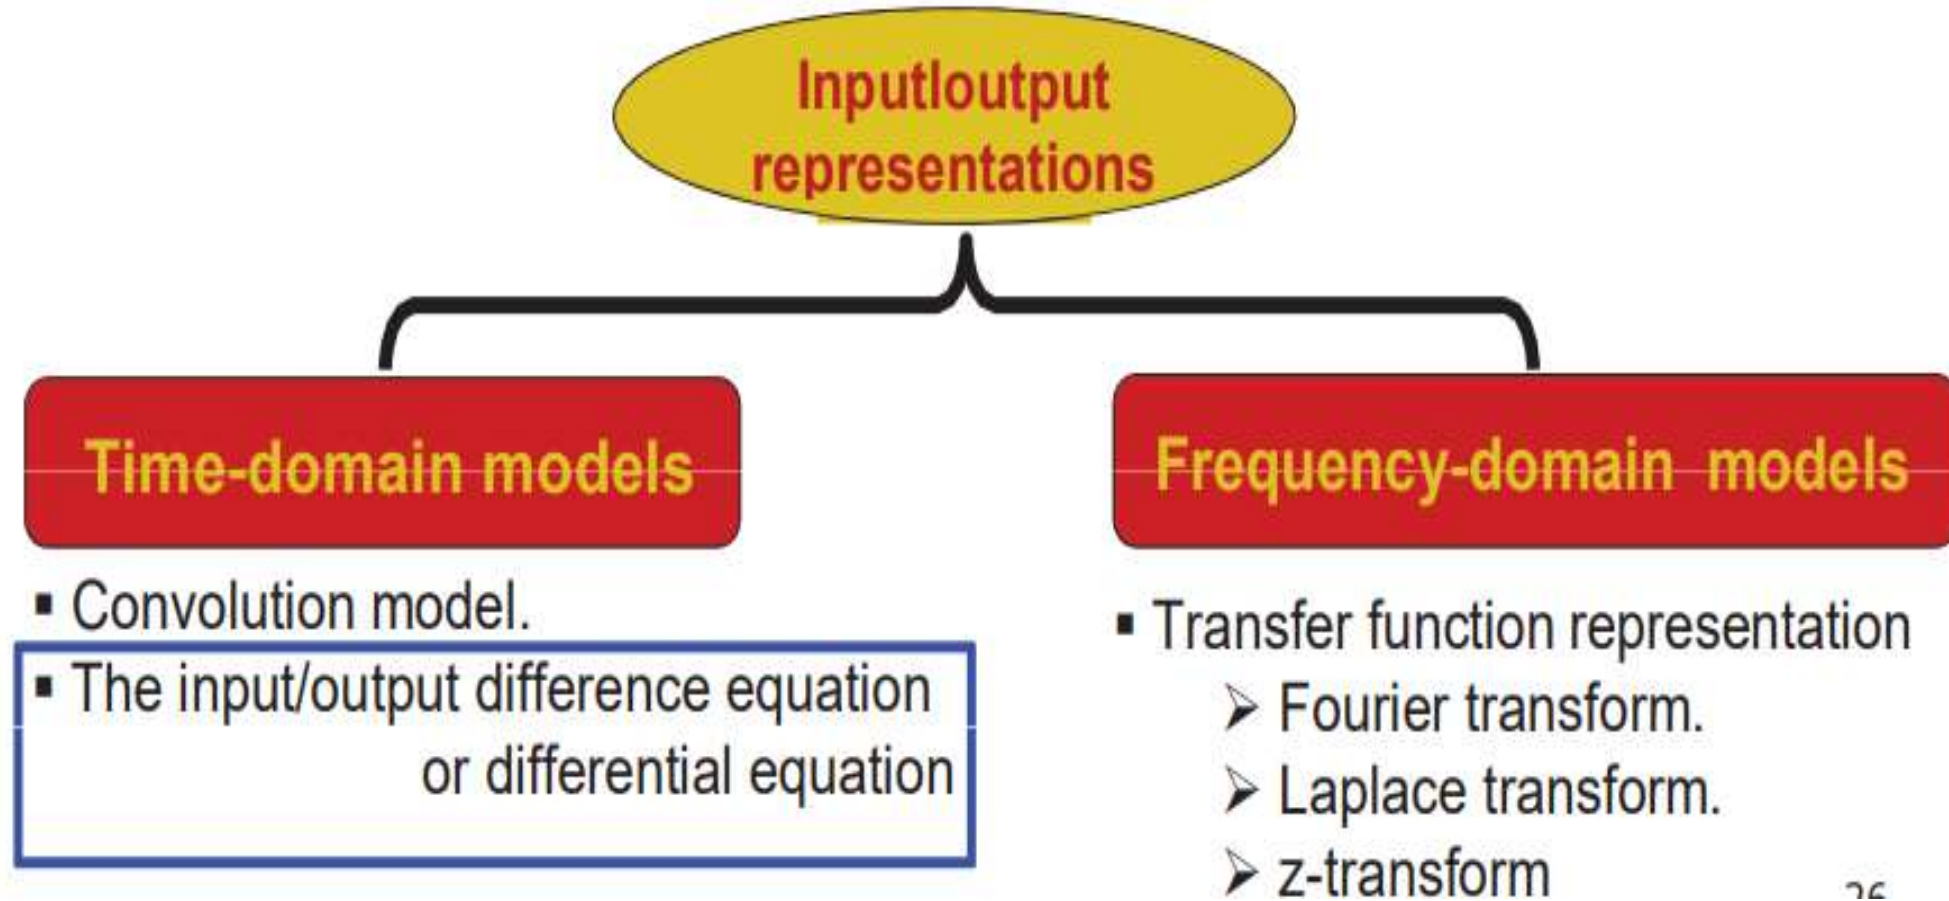 Inputloutput
representations
Time-domain models
▪ Convolution model.
▪ The input/output difference equation
or differential equation
Frequency-domain models
▪ Transfer function representation
➢ Fourier transform.
➢ Laplace transform.
➢ z-transform
26